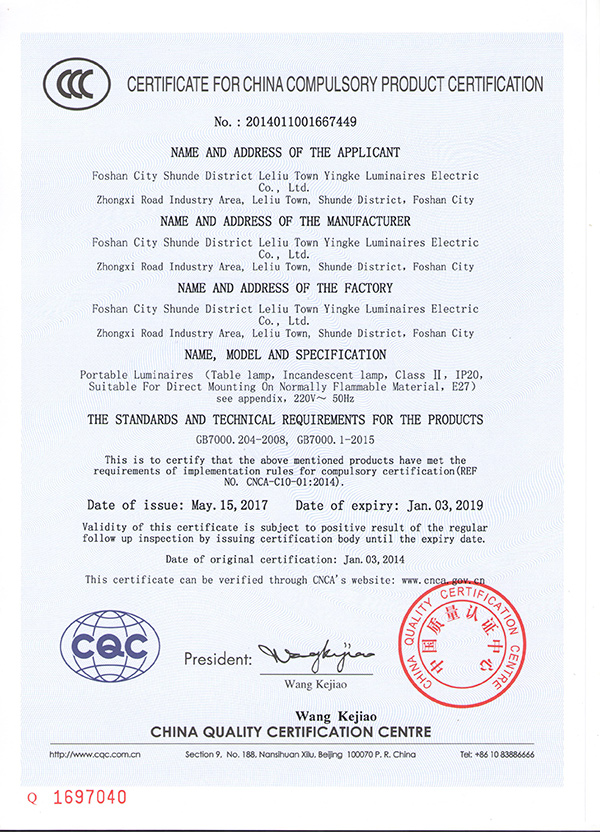 CCC
CERTIFICATE FOR CHINA COMPULSORY PRODUCT CERTIFICATION
No. : 2014011001667449
NAME AND ADDRESS OF THE APPLICANT
Foshan City Shunde District Leliu Town Yingke Luminaires Electric
Co., Ltd.
Zhongxi Road Industry Area, Leliu Town, Shunde District, Foshan City
NAME AND ADDRESS OF THE MANUFACTURER
Foshan City Shunde District Leliu Town Yingke Luminaires Electric
Co., Ltd.
Zhongxi Road Industry Area, Leliu Town, Shunde District, Foshan City
NAME AND ADDRESS OF THE FACTORY
Foshan City Shunde District Leliu Town Yingke Luminaires Electric
Co., Ltd.
Zhongxi Road Industry Area, Leliu Town, Shunde District, Foshan City
NAME, MODEL AND SPECIFICATION
Portable Luminaires （Table lamp, Incandescent lamp, Class Ⅱ, IP20,
Suitable For Direct Mounting On Normally Flammable Material, E27）
see appendix, 220V～ 50Hz
THE STANDARDS AND TECHNICAL REQUIREMENTS FOR THE PRODUCTS
GB7000.204-2008, GB7000.1-2015
This is to certify that the above mentioned products have met the
requirements of implementation rules for compulsory certification(REF
NO. CNCA-C10-01:2014).
Date of issue: May. 15, 2017 Date of expiry: Jan. 03, 2019
Validity of this certificate is subject to positive result of the regular
follow up inspection by issuing certification body until the expiry date.
Date of original certification: Jan. 03, 2014
This certificate can be verified through CNCA's website: www.cnca.gov.cn
CHINA QUALITY CERTIFICATION CENTRE
中国质量认证中心
CQC
President: Wang Kejiao
Wang Kejiao
Wang Kejiao
CHINA QUALITY CERTIFICATION CENTRE
http://www.cqc.com.cn Section 9, No. 188, Nansihuan Xilu, Beijing 100070 P. R. China Tel: +86 10 83886666
Q 1697040